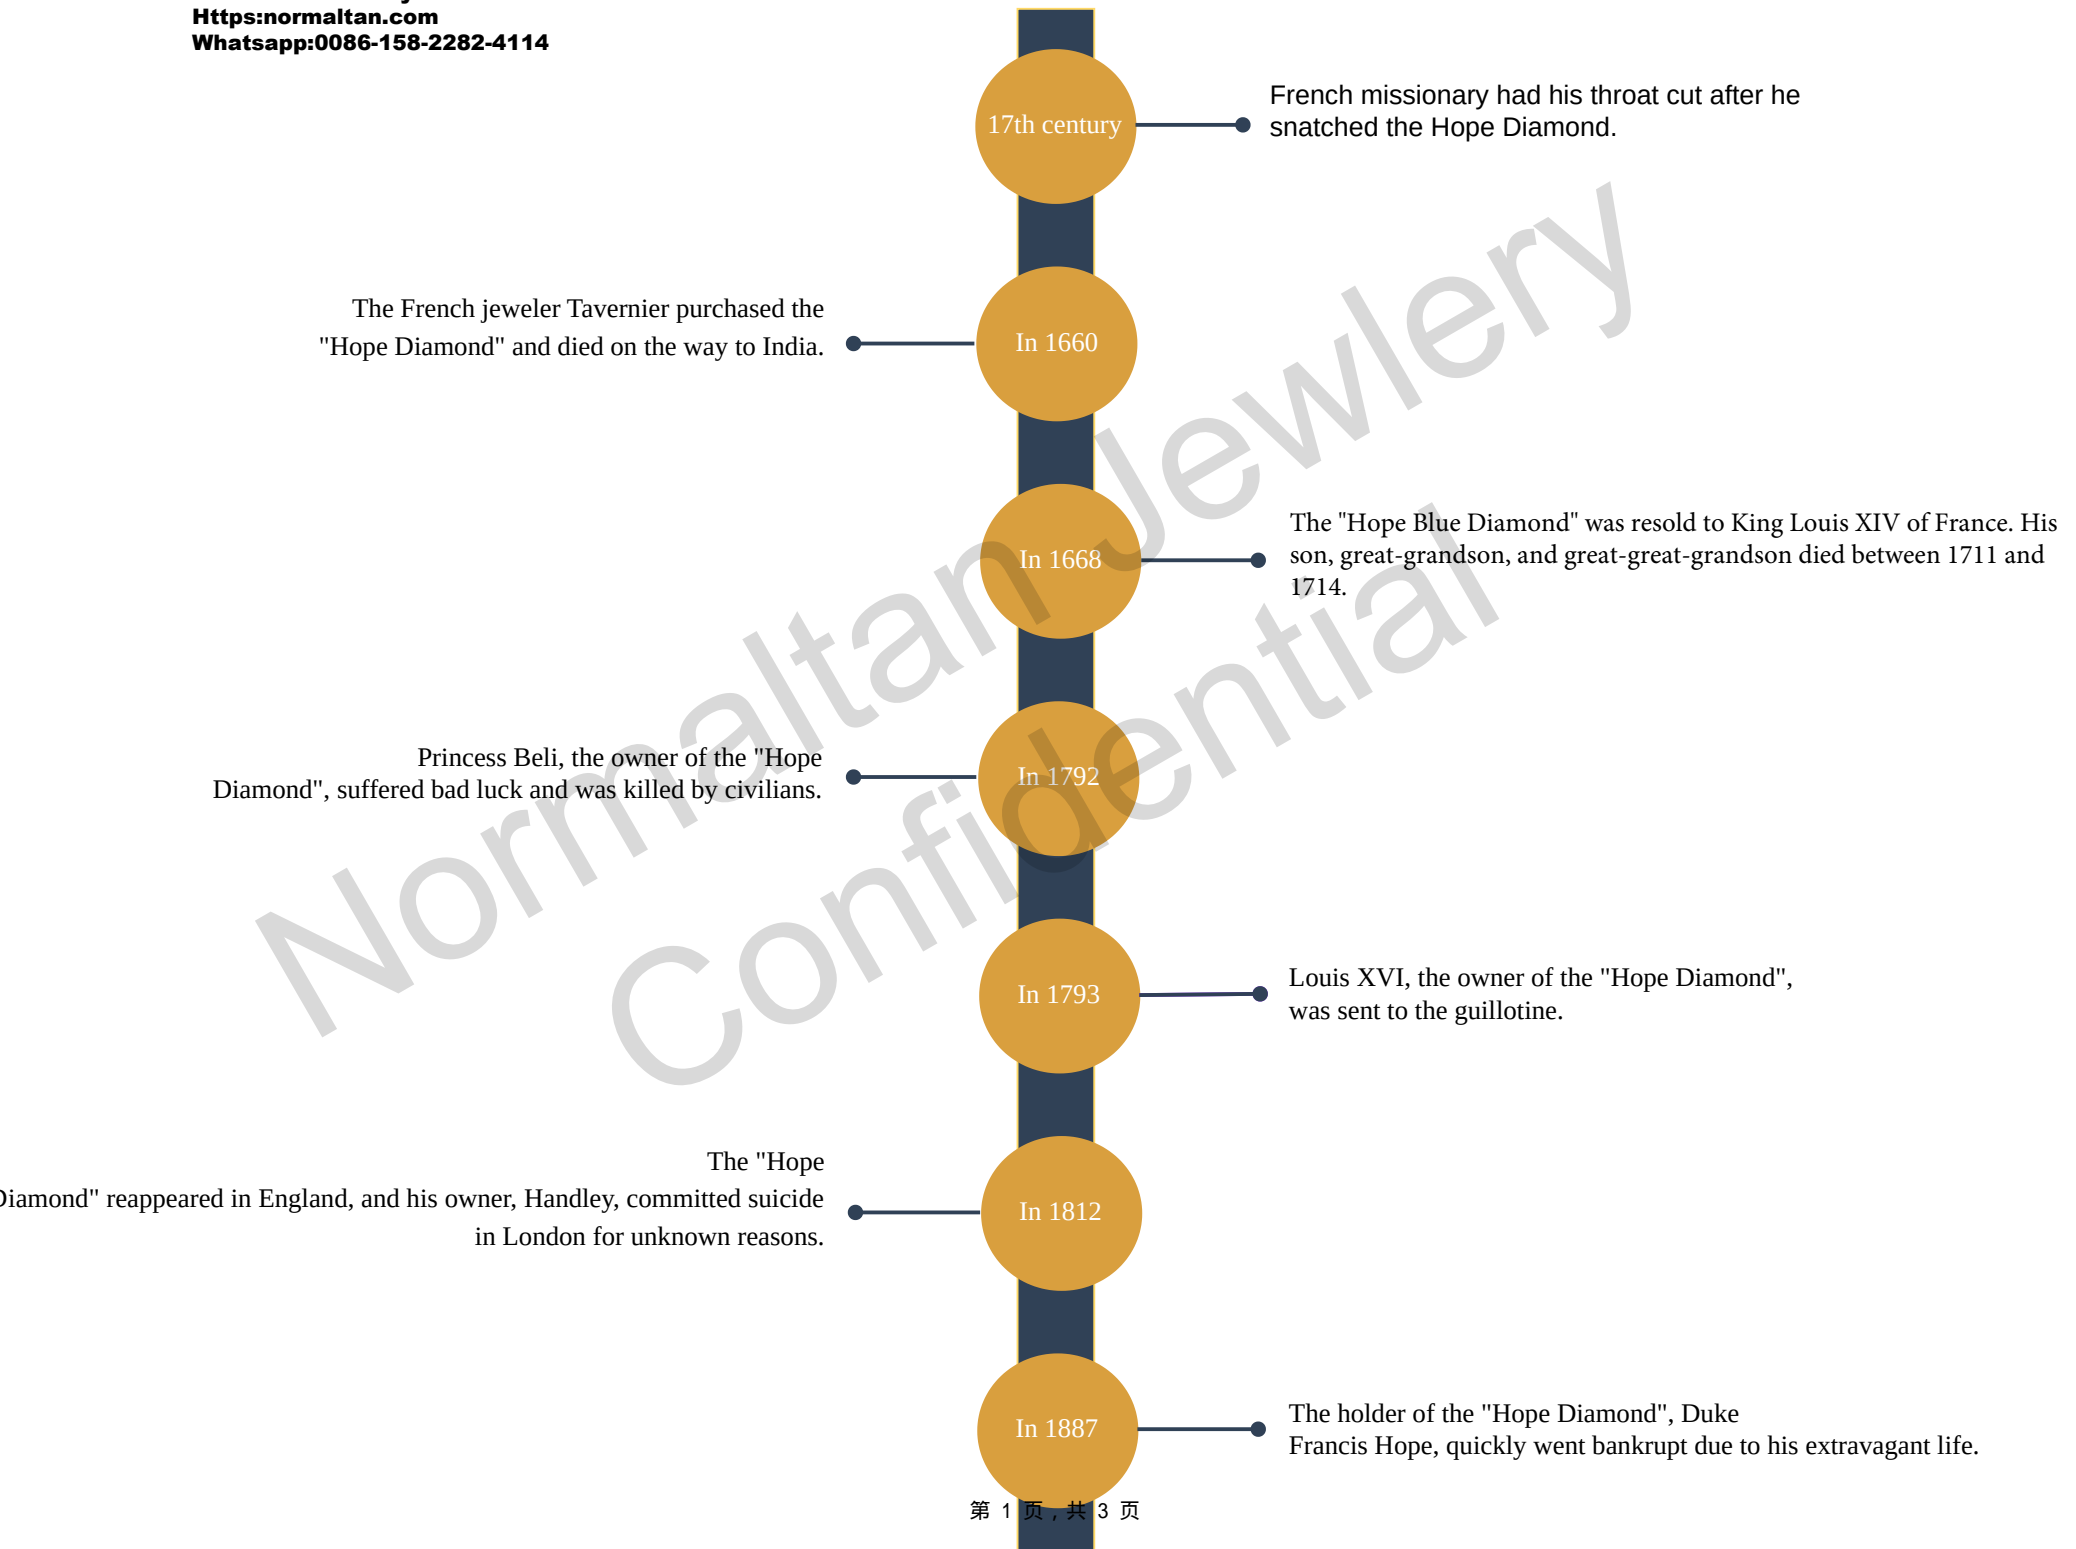 Https:normaltan.com
Whatsapp:0086-158-2282-4114
17th century
French missionary had his throat cut after he
snatched the Hope Diamond.
The French jeweler Tavernier purchased the
"Hope Diamond" and died on the way to India.
In 1660
In 1668
The "Hope Blue Diamond" was resold to King Louis XIV of France. His
son, great-grandson, and great-great-grandson died between 1711 and
1714.
Princess Beli, the owner of the "Hope
Diamond", suffered bad luck and was killed by civilians.
In 1792
In 1793
Louis XVI, the owner of the "Hope Diamond",
was sent to the guillotine.
The "Hope
Diamond" reappeared in England, and his owner, Handley, committed suicide
in London for unknown reasons.
In 1812
In 1887
The holder of the "Hope Diamond", Duke
Francis Hope, quickly went bankrupt due to his extravagant life.
Normaltan Jewlery
Confidential
第 1 页，共 3 页